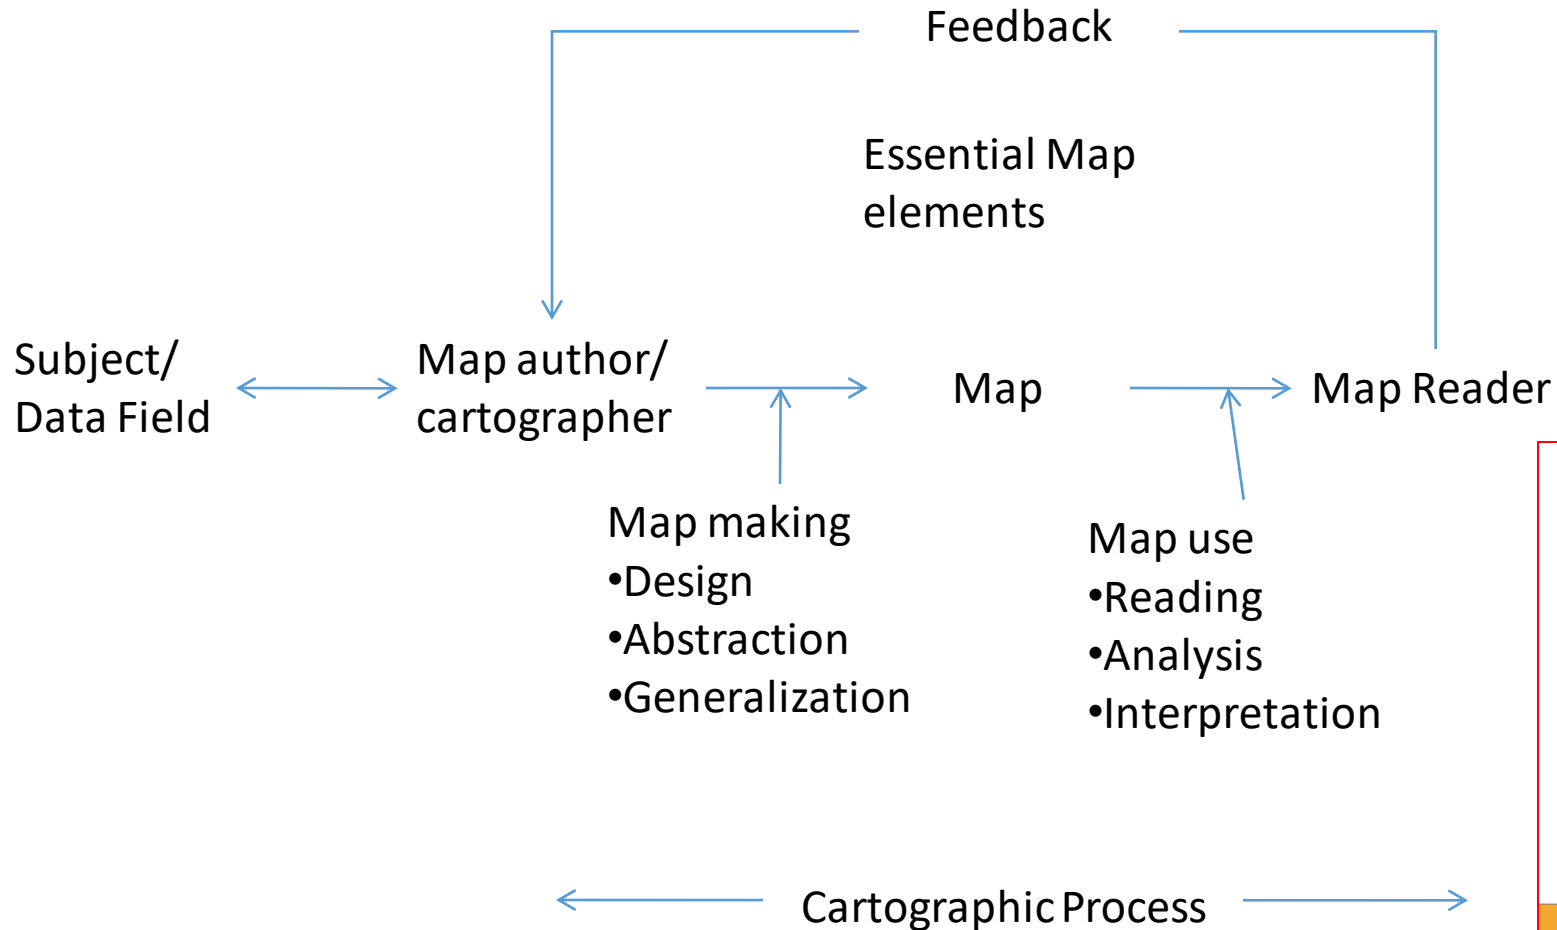 Feedback
Essential Map
elements
Subject/
Data Field
Map author/
cartographer
Map
Map Reader
Map making
•Design
•Abstraction
•Generalization
Map use
•Reading
•Analysis
•Interpretation
Cartographic Process